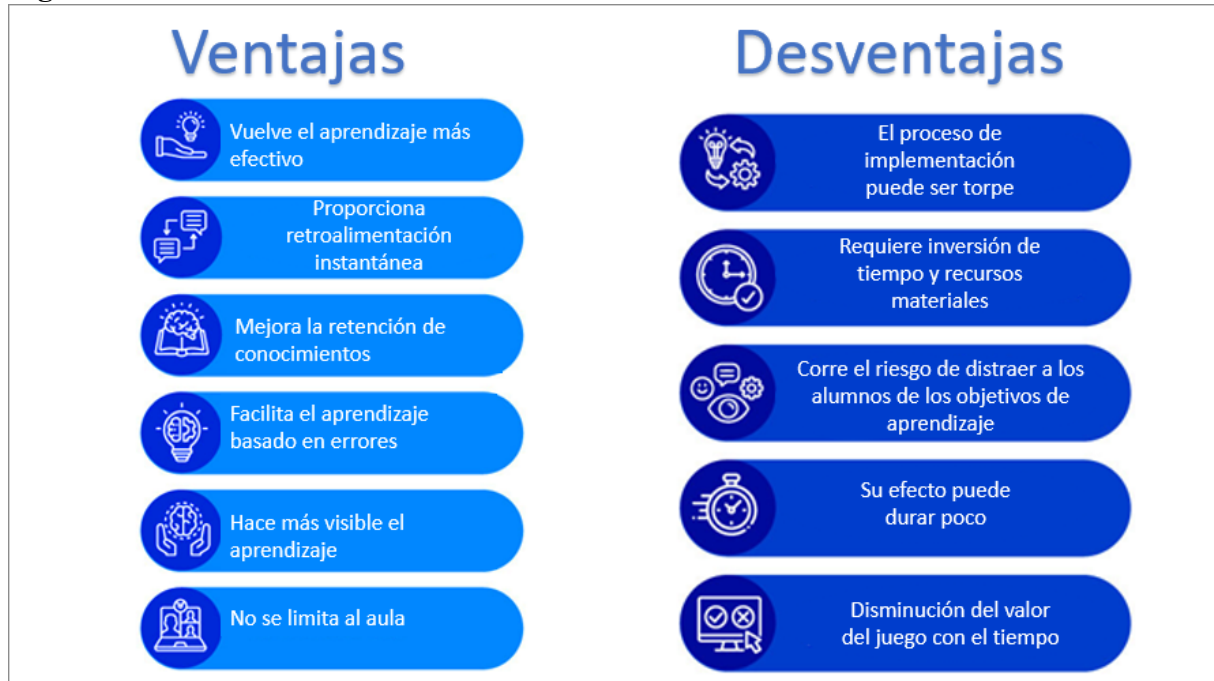 Ventajas
Vuelve el aprendizaje más
efectivo
Proporciona
retroalimentación
instantánea
Mejora la retención de
conocimientos
Facilita el aprendizaje
basado en errores
Hace más visible el
aprendizaje
No se limita al aula
Desventajas
El proceso de
implementación
puede ser torpe
Requiere inversión de
tiempo y recursos
materiales
Corre el riesgo de distraer a los
alumnos de los objetivos de
aprendizaje
Su efecto puede
durar poco
Disminución del valor
del juego con el tiempo